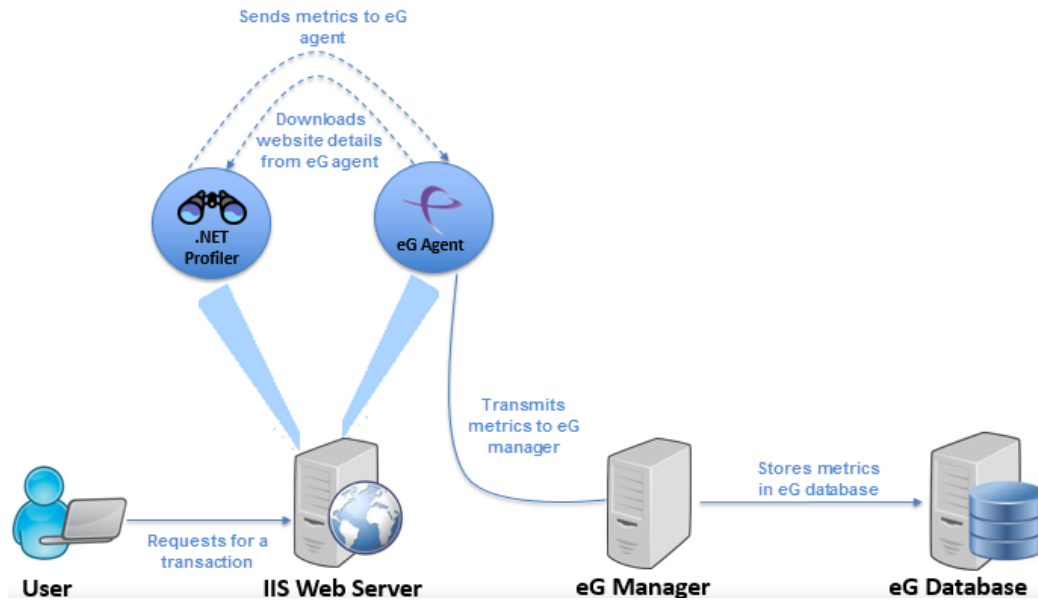 Sends metrics to eG
agent
Downloads
website details
from eG agent
.NET
Profiler
eG Agent
Transmits
metrics to eG
manager
Stores metrics
in eG database
Requests for a
transaction
User
IIS Web Server
eG Manager
eG Database